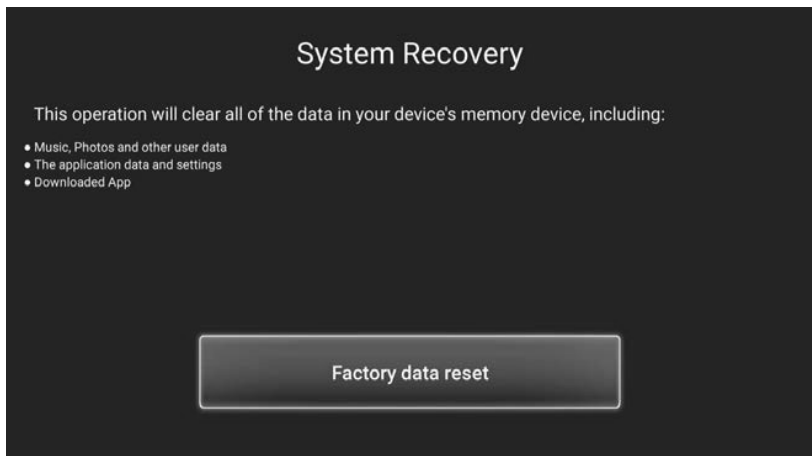 System Recovery
This operation will clear all of the data in your device's memory device, including:
● Music, Photos and other user data
● The application data and settings
● Downloaded App
Factory data reset